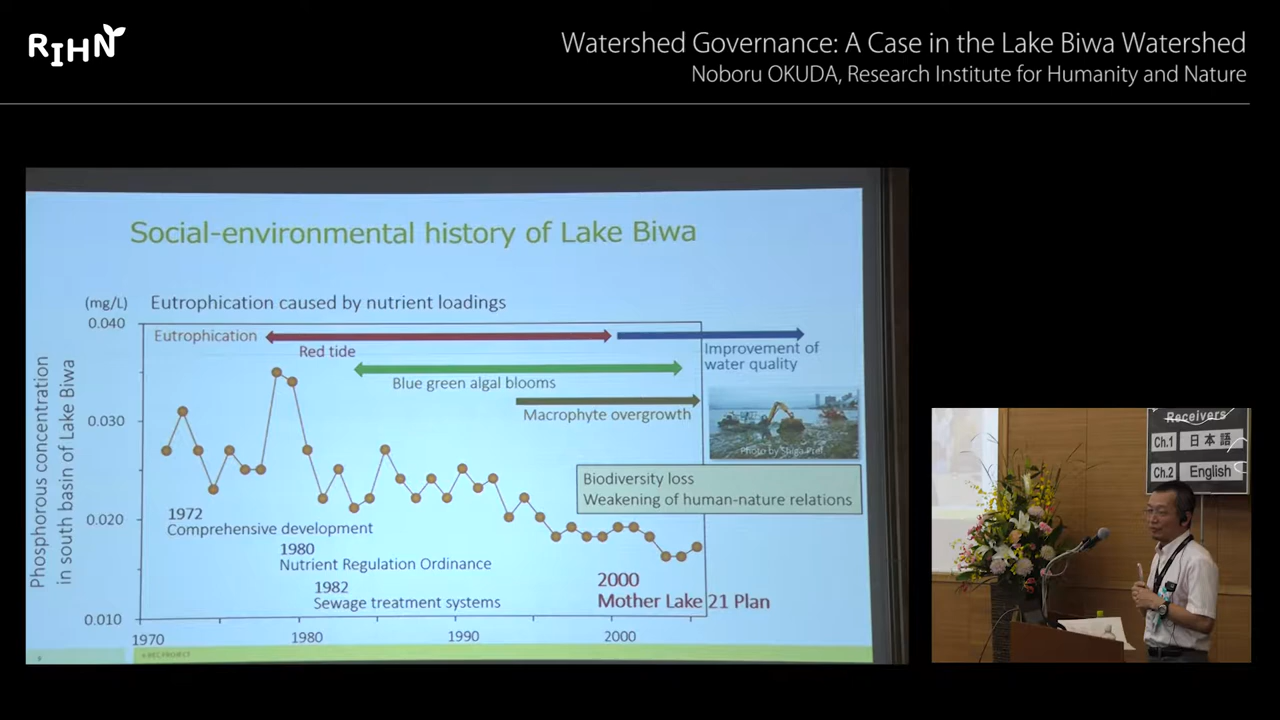 RIHN
Watershed Governance: A Case in the Lake Biwa Watershed
Noboru OKUDA, Research Institute for Humanity and Nature
Social-environmental history of Lake Biwa
(mg/L)
Eutrophication caused by nutrient loadings
0.040
0.030
0.020
0.010
Phosphorous concentration
in south basin of Lake Biwa
Eutrophication
Red tide
Improvement of
water quality
Blue green algal blooms
Macrophyte overgrowth
Photo by Shiga Pref.
Biodiversity loss
Weakening of human-nature relations
1972
Comprehensive development
1980
Nutrient Regulation Ordinance
1982
Sewage treatment systems
2000
Mother Lake 21 Plan
1970
1980
1990
2000
Receivers
Ch.1 日本語
Ch.2 English